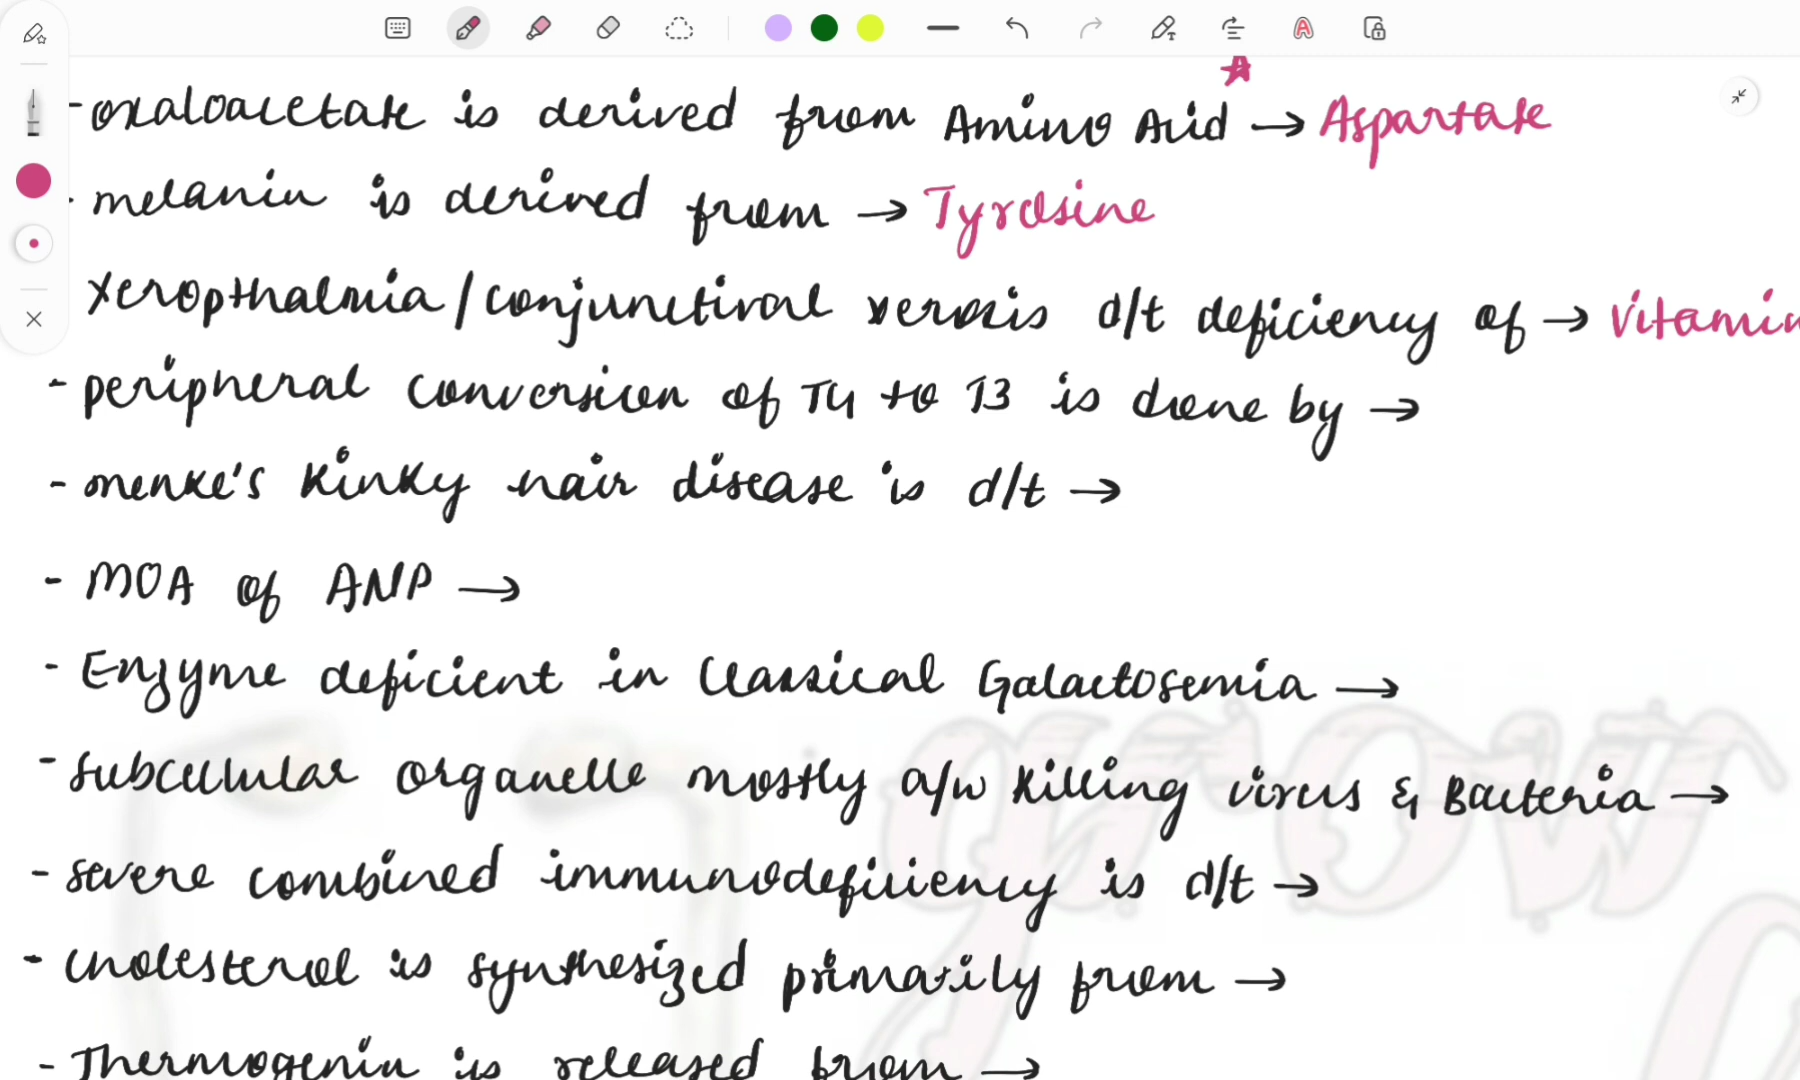 - oxaloacetate is derived from Amino Acid → Aspartate
- melanin is derived from → Tyrosine
Xeropthalmia/conjunctival xerosis d/t deficiency of → Vitamin
- peripheral conversion of T4 to T3 is done by →
- menke's Kinky hair disease is d/t →
- MOA of ANP →
- Enzyme deficient in Classical Galactosemia →
- subcellular organelle mostly a/w killing virus & Bacteria →
- severe combined immunodeficiency is d/t →
- cholesterol is synthesized primarily from →
- Thermogenin is released from →
grow